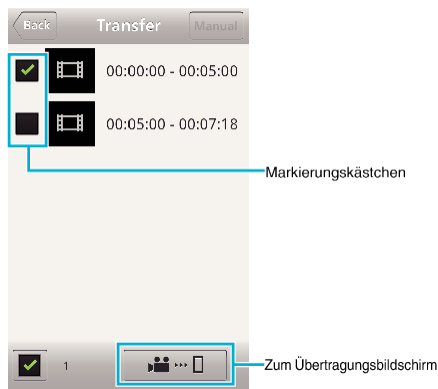 Back Transfer Manual
00:00:00 - 00:05:00
00:05:00 - 00:07:18
Markierungskästchen
1
Zum Übertragungsbildschirm